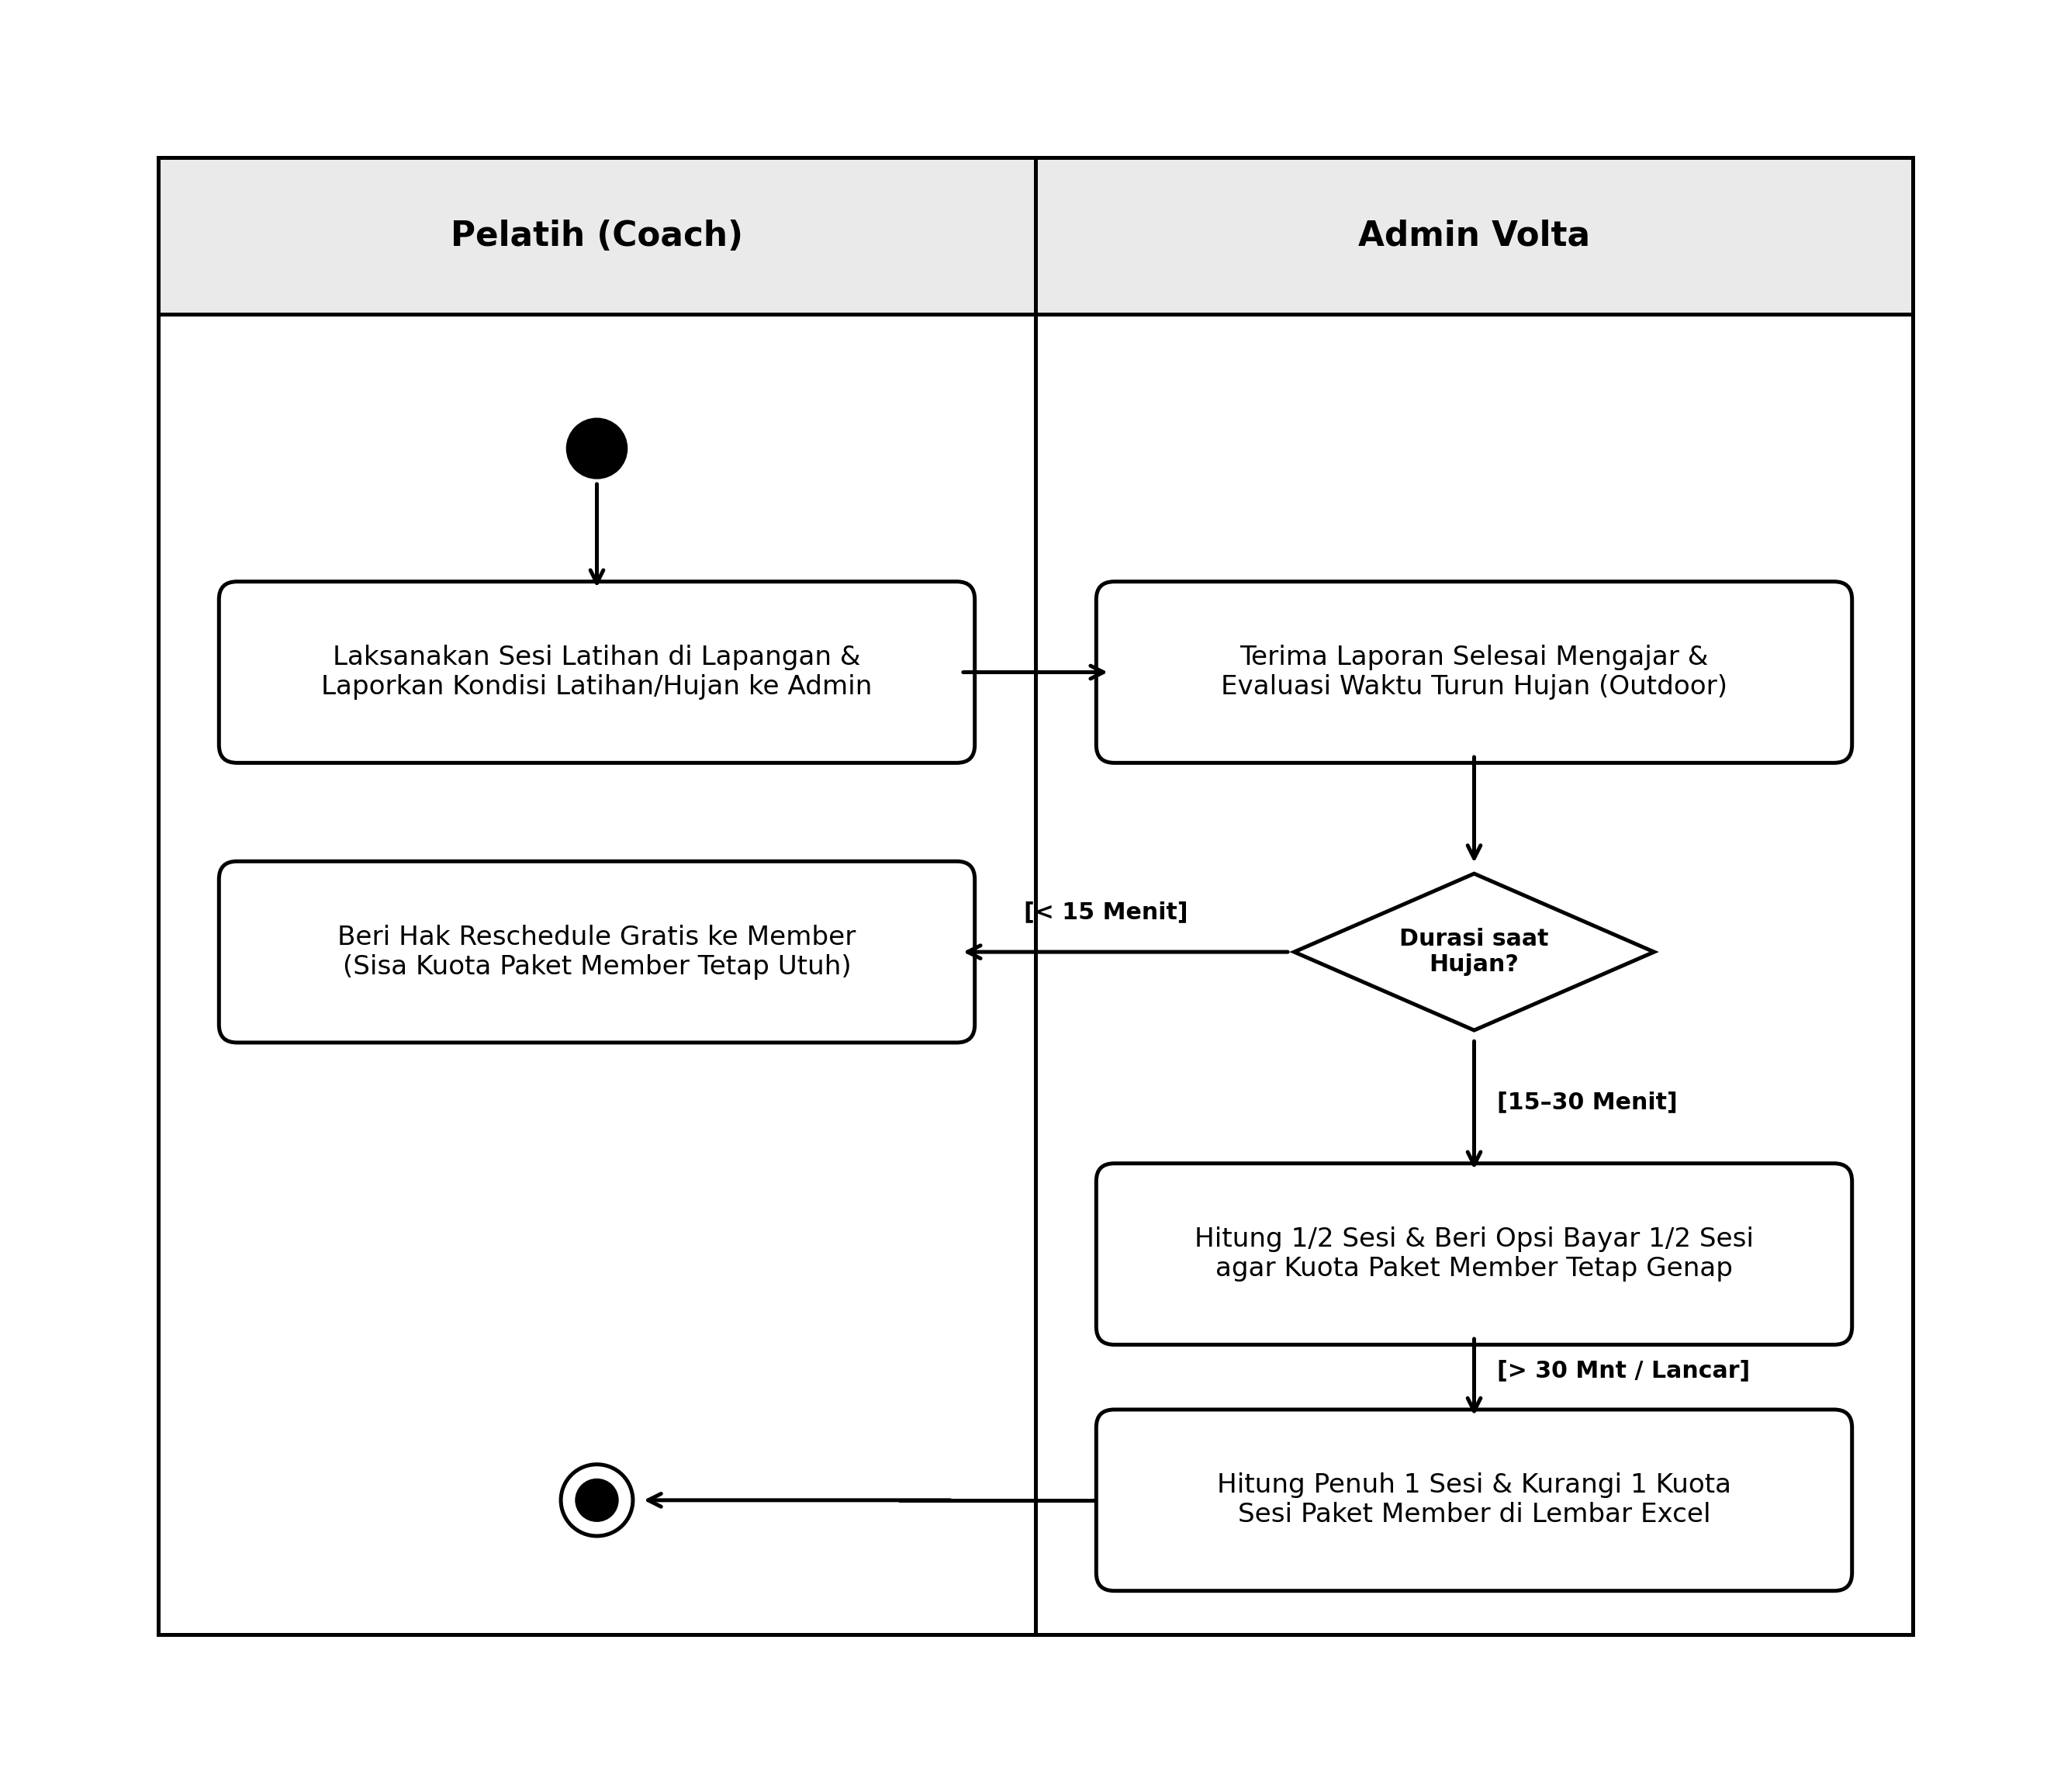 Pelatih (Coach)
Admin Volta
Laksanakan Sesi Latihan di Lapangan &
Laporkan Kondisi Latihan/Hujan ke Admin
Terima Laporan Selesai Mengajar &
Evaluasi Waktu Turun Hujan (Outdoor)
Beri Hak Reschedule Gratis ke Member
(Sisa Kuota Paket Member Tetap Utuh)
[< 15 Menit]
Durasi saat
Hujan?
[15–30 Menit]
Hitung 1/2 Sesi & Beri Opsi Bayar 1/2 Sesi
agar Kuota Paket Member Tetap Genap
[> 30 Mnt / Lancar]
Hitung Penuh 1 Sesi & Kurangi 1 Kuota
Sesi Paket Member di Lembar Excel